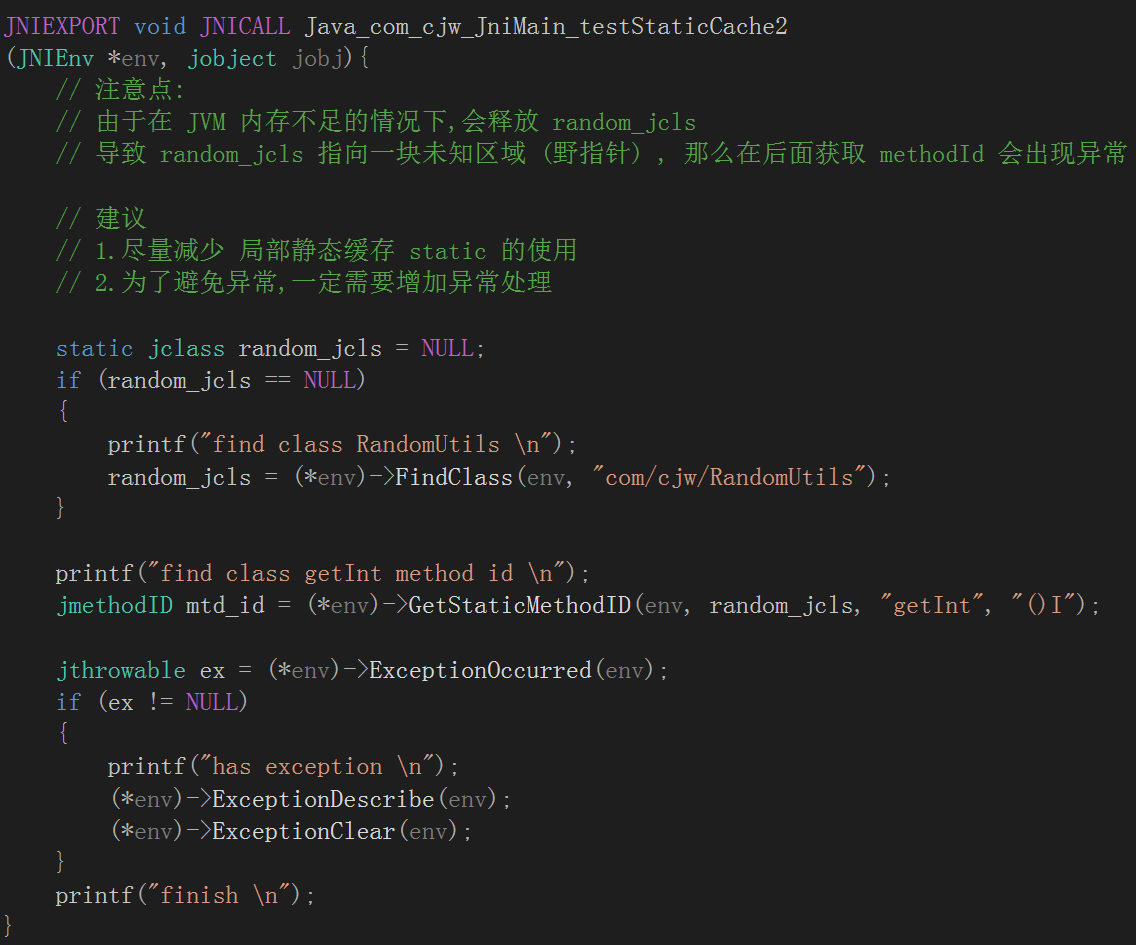 JNIEXPORT void JNICALL Java_com_cjw_JniMain_testStaticCache2
(JNIEnv *env, jobject jobj){
    // 注意点:
    // 由于在 JVM 内存不足的情况下,会释放 random_jcls
    // 导致 random_jcls 指向一块未知区域 (野指针) , 那么在后面获取 methodId 会出现异常

    // 建议
    // 1.尽量减少 局部静态缓存 static 的使用
    // 2.为了避免异常,一定需要增加异常处理

    static jclass random_jcls = NULL;
    if (random_jcls == NULL)
    {
        printf("find class RandomUtils \n");
        random_jcls = (*env)->FindClass(env, "com/cjw/RandomUtils");
    }

    printf("find class getInt method id \n");
    jmethodID mtd_id = (*env)->GetStaticMethodID(env, random_jcls, "getInt", "()I");

    jthrowable ex = (*env)->ExceptionOccurred(env);
    if (ex != NULL)
    {
        printf("has exception \n");
        (*env)->ExceptionDescribe(env);
        (*env)->ExceptionClear(env);
    }
    printf("finish \n");
}